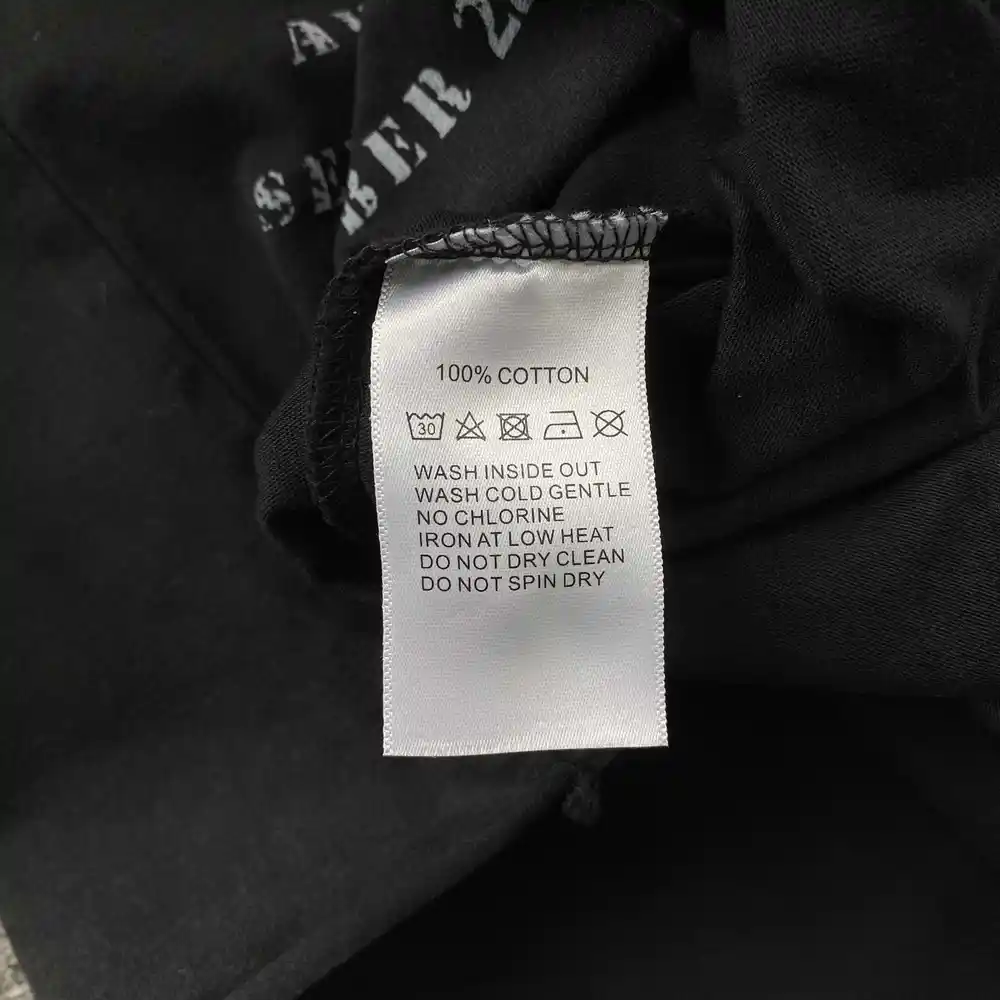 100% COTTON
30
WASH INSIDE OUT
WASH COLD GENTLE
NO CHLORINE
IRON AT LOW HEAT
DO NOT DRY CLEAN
DO NOT SPIN DRY